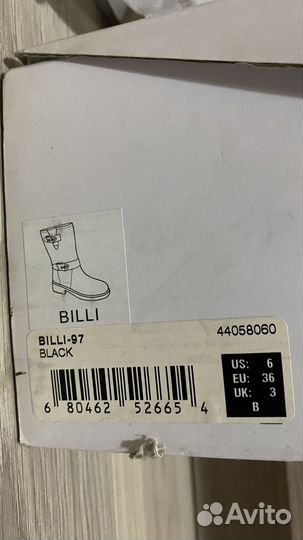 BILLI
BILLI-97
44058060
BLACK
US: 6
EU: 36
UK: 3
B
6 80462 52665 4
Avito